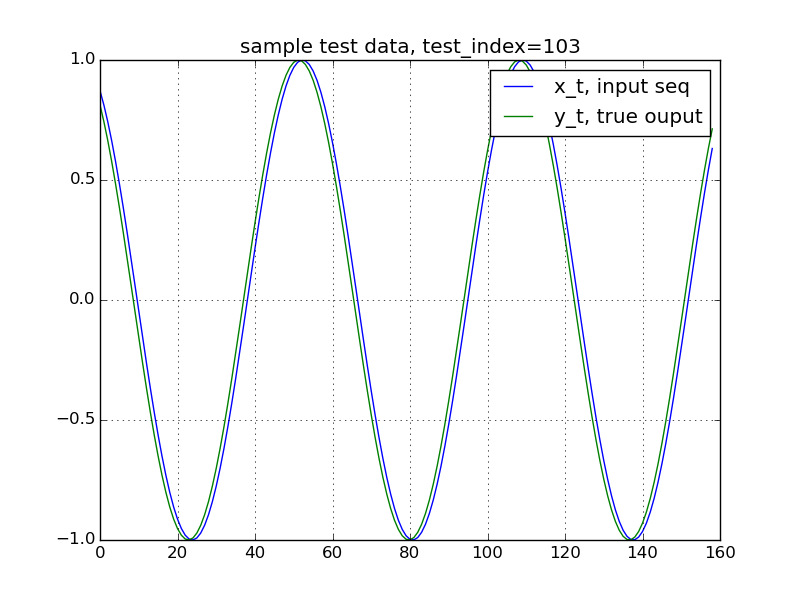 sample test data, test_index=103
x_t, input seq
y_t, true ouput
1.0
0.5
0.0
−0.5
−1.0
0 20 40 60 80 100 120 140 160